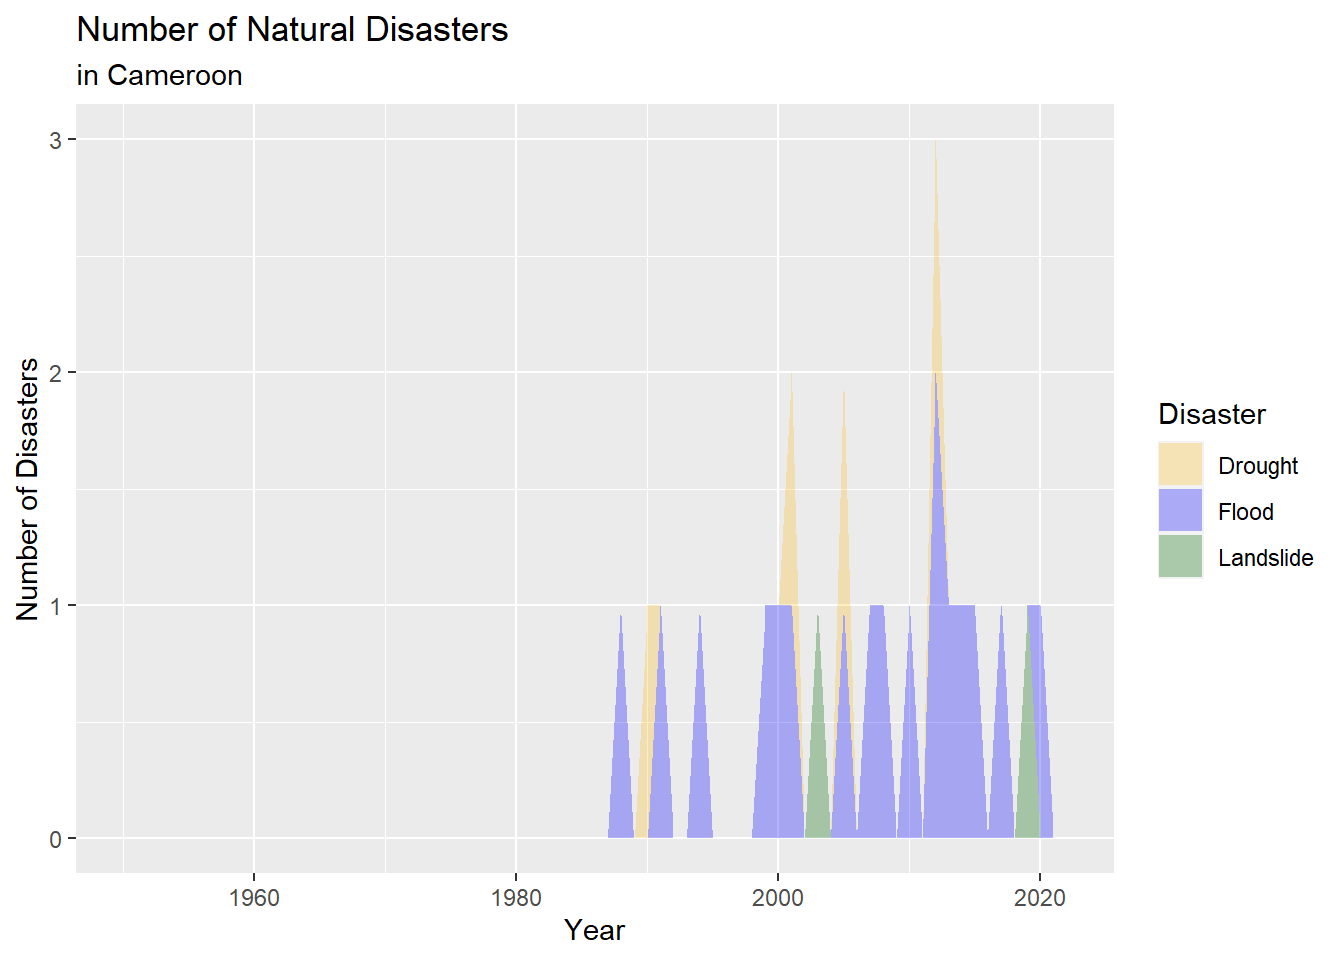 Number of Natural Disasters
in Cameroon
3
2
1
0
Number of Disasters
1960
1980
2000
2020
Year
Disaster
Drought
Flood
Landslide